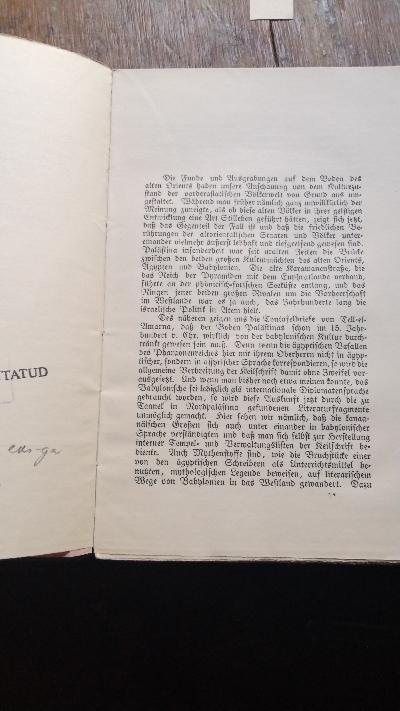 TATUD
eks-ga
Die Funde und Ausgrabungen auf dem Boden des
alten Orients haben unsere Anschauung von dem Kulturzu-
stand der vorderasiatischen Völkerwelt von Grund aus um-
gestaltet. Während man früher nämlich ganz unwillkürlich der
Meinung zuneigte, als ob diese alten Völker in ihrer geistigen
Entwicklung eine Art Stilleben geführt hätten, zeigt sich jetzt,
daß das Gegenteil der Fall ist und daß die friedlichen Be-
rührungen der altorientalischen Staaten und Völker unter-
einander vielmehr äußerst lebhaft und tiefgreifend gewesen sind.
Palästina insonderheit war seit uralten Zeiten die Brücke
zwischen den beiden großen Kulturmächten des alten Orients,
Ägypten und Babylonien. Die alte Karawanenstraße, die
das Reich der Pyramiden mit dem Euphratlande verband,
führte an der phönicisch-syrischen Seeküste entlang, und das
Ringen jener beiden großen Rivalen um die Vorherrschaft
im Westlande war es ja auch, das Jahrhunderte lang die
israelische Politik in Atem hielt.
Des näheren zeigen uns die Tontafelbriefe von Tell-el-
Amarna, daß der Boden Palästinas schon im 15. Jahr-
hundert v. Chr. wirklich von der babylonischen Kultur durch-
tränkt gewesen sein muß. Denn wenn die ägyptischen Vasallen
des Pharaonenreiches hier mit ihrem Oberherrn nicht in ägyp-
tischer, sondern in assyrischer Sprache korrespondieren, so wird die
allgemeine Verbreitung der Keilschrift damit ohne Zweifel vor-
ausgesetzt. Und wenn man bisher noch etwa meinen konnte, das
Babylonische sei lediglich als internationale Diplomatensprache
gebraucht worden, so wird diese Auskunft jetzt durch die zu
Taanek in Nordpalästina gefundenen Literaturfragmente
unmöglich gemacht. Hier sehen wir nämlich, daß die kanaa-
näischen Großen sich auch unter einander in babylonischer
Sprache verständigten und daß man sich selbst zur Herstellung
interner Tempel- und Verwaltungslisten der Keilschrift be-
diente. Auch Mythenstoffe sind, wie die Bruchstücke einer
von den ägyptischen Schreibern als Unterrichtsmittel be-
nutzten, mythologischen Legende beweisen, auf literarischem
Wege von Babylonien in das Westland gewandert. Dazu